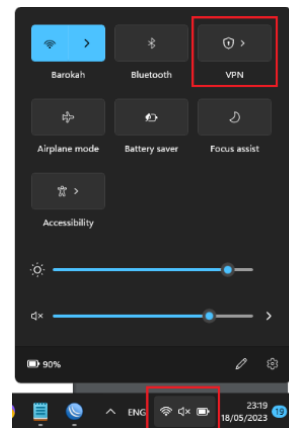 Barokah
Bluetooth
VPN
Airplane mode
Battery saver
Focus assist
Accessibility
90%
ENG
23:19
18/05/2023
19